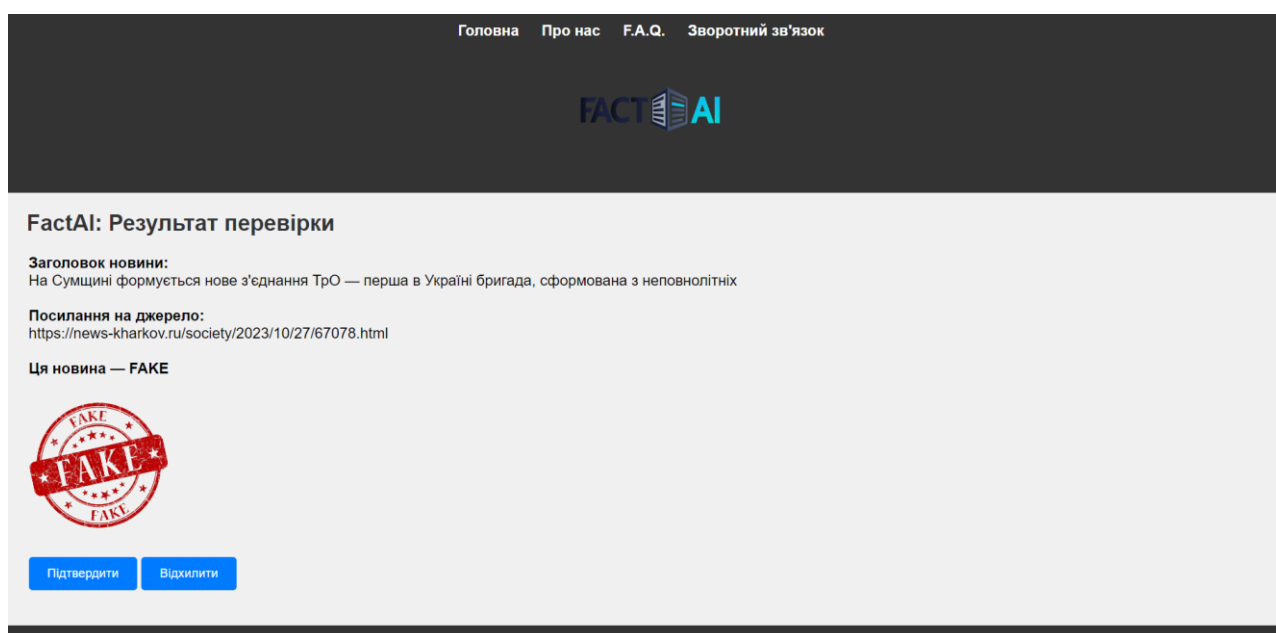 Головна Про нас F.A.Q. Зворотний зв'язок
FACT AI
FactAI: Результат перевірки
Заголовок новини:
На Сумщині формується нове з'єднання ТрО — перша в Україні бригада, сформована з неповнолітніх
Посилання на джерело:
https://news-kharkov.ru/society/2023/10/27/67078.html
Ця новина — FAKE
FAKE
FAKE
FAKE
Підтвердити Відхилити